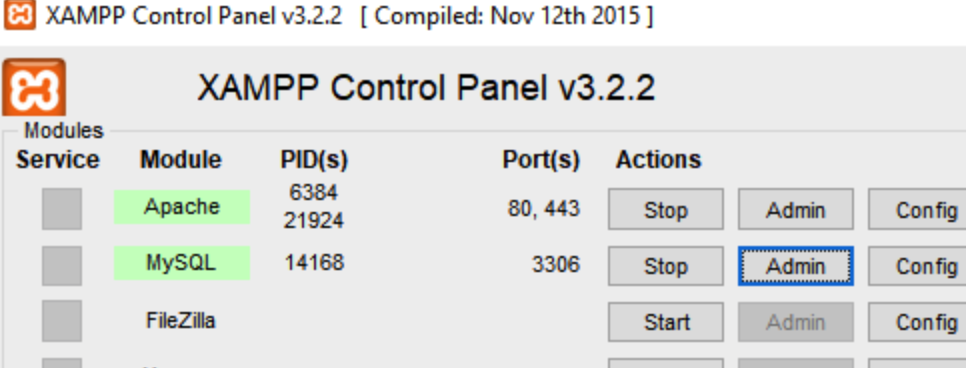 XAMPP Control Panel v3.2.2 [ Compiled: Nov 12th 2015 ]
XAMPP Control Panel v3.2.2
Modules
Service Module PID(s) Port(s) Actions
Apache 6384 21924 80, 443 Stop Admin Config
MySQL 14168 3306 Stop Admin Config
FileZilla Start Admin Config